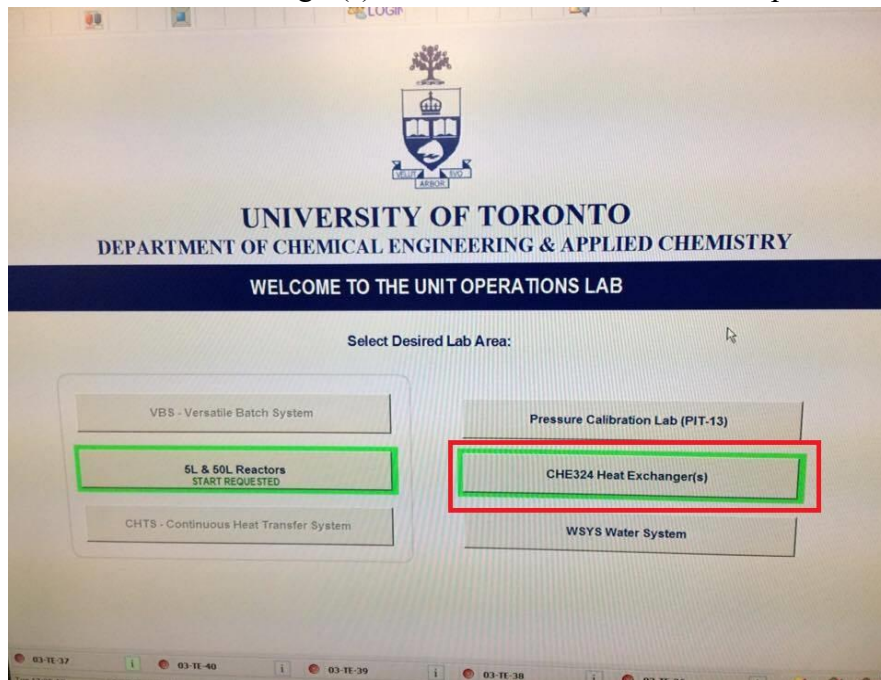 LOGIN
VELUT ARBOR ÆVO
UNIVERSITY OF TORONTO
DEPARTMENT OF CHEMICAL ENGINEERING & APPLIED CHEMISTRY
WELCOME TO THE UNIT OPERATIONS LAB
Select Desired Lab Area:
VBS - Versatile Batch System
5L & 50L Reactors
START REQUESTED
CHTS - Continuous Heat Transfer System
Pressure Calibration Lab (PIT-13)
CHE324 Heat Exchanger(s)
WSYS Water System
03-TE-37
03-TE-40
03-TE-39
03-TE-38